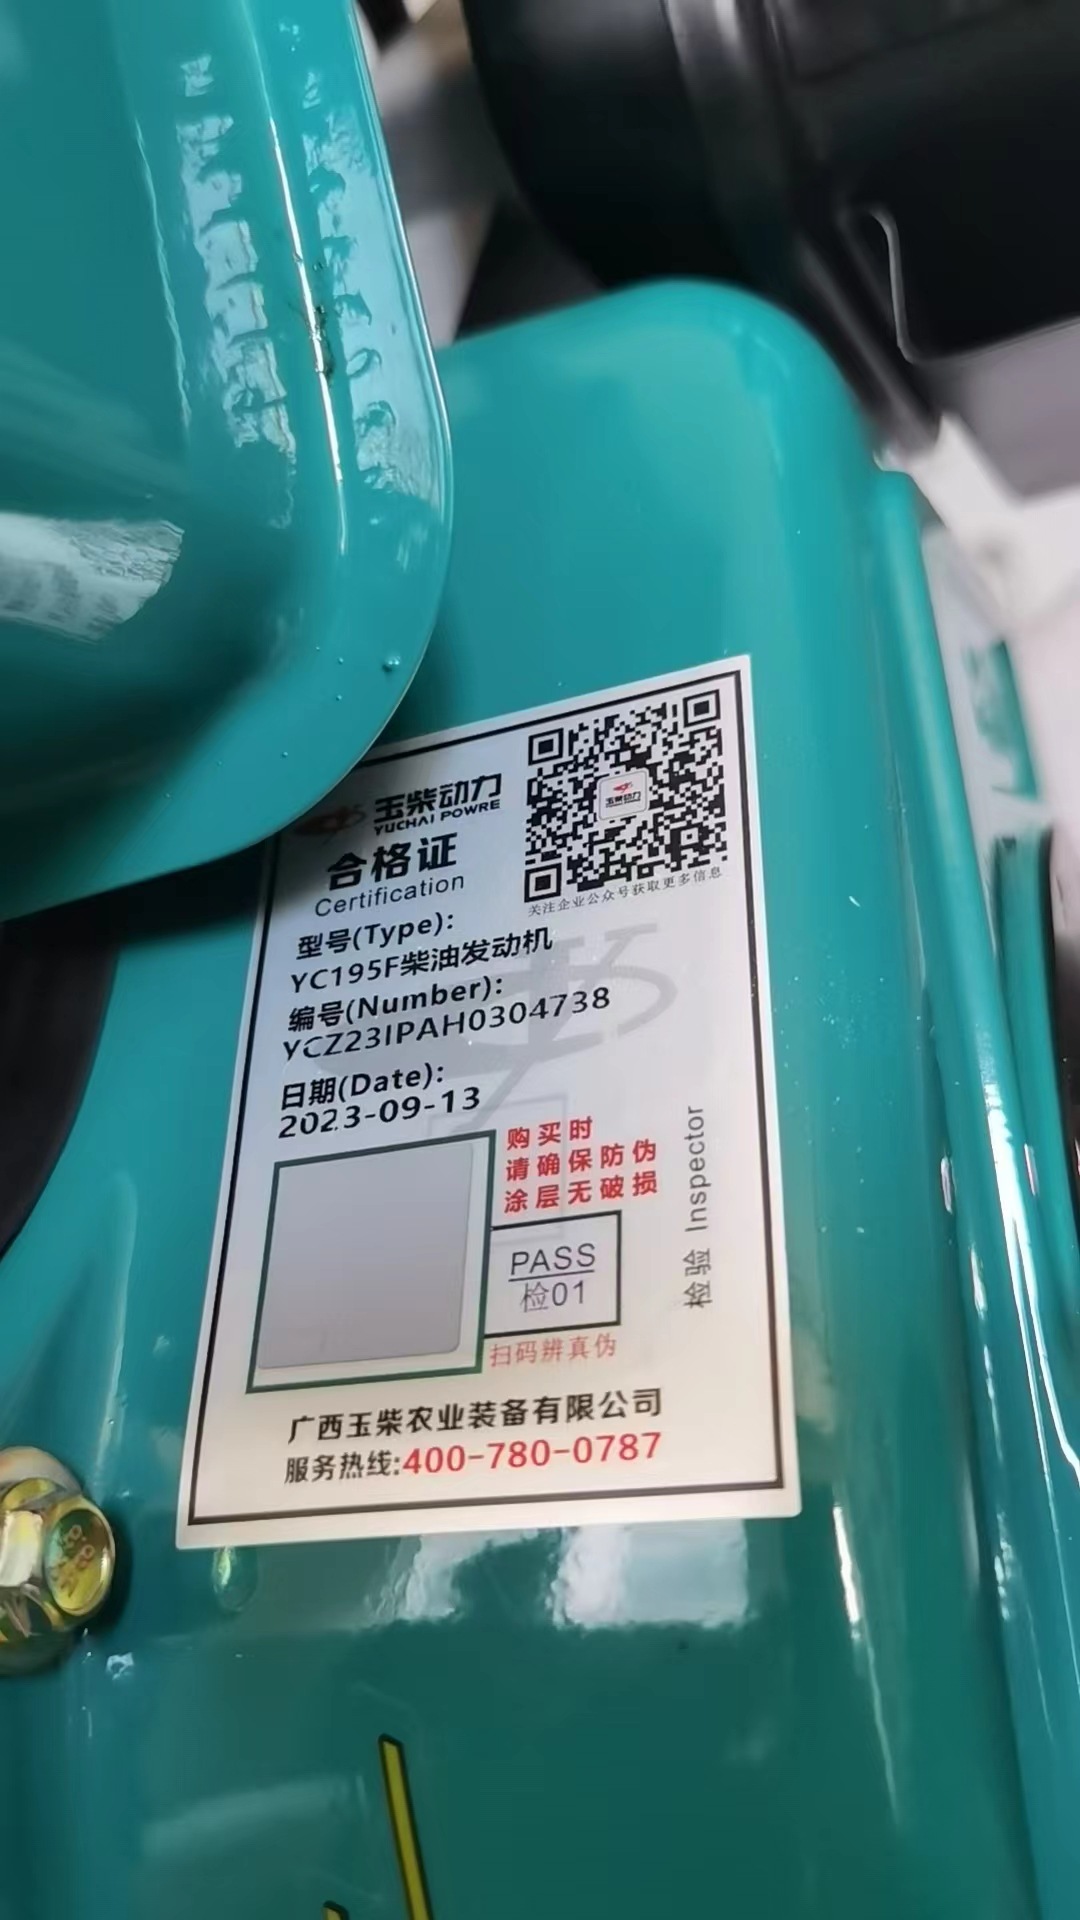 玉柴动力
YUCHAI POWRE
合格证
Certification
玉柴动力
关注企业公众号获取更多信息
型号(Type):
YC195F柴油发动机
编号(Number):
YCZ23IPAH0304738
日期(Date):
2023-09-13
购买时
请确保防伪
涂层无破损
PASS
检01
检验 Inspector
扫码辨真伪
广西玉柴农业装备有限公司
服务热线:400-780-0787